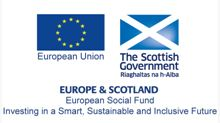 European Union
The Scottish
Government
Riaghaltas na h-Alba
EUROPE & SCOTLAND
European Social Fund
Investing in a Smart, Sustainable and Inclusive Future